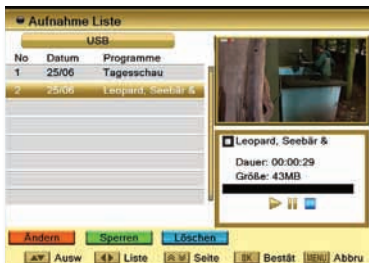 Aufnahme Liste
USB
No Datum Programme
1 25/06 Tagesschau
2 25/06 Leopard, Seebär &
Leopard, Seebär &
Dauer: 00:00:29
Größe: 43MB
Ändern Sperren Löschen
Ausw Liste Seite OK Bestät MENU Abbru